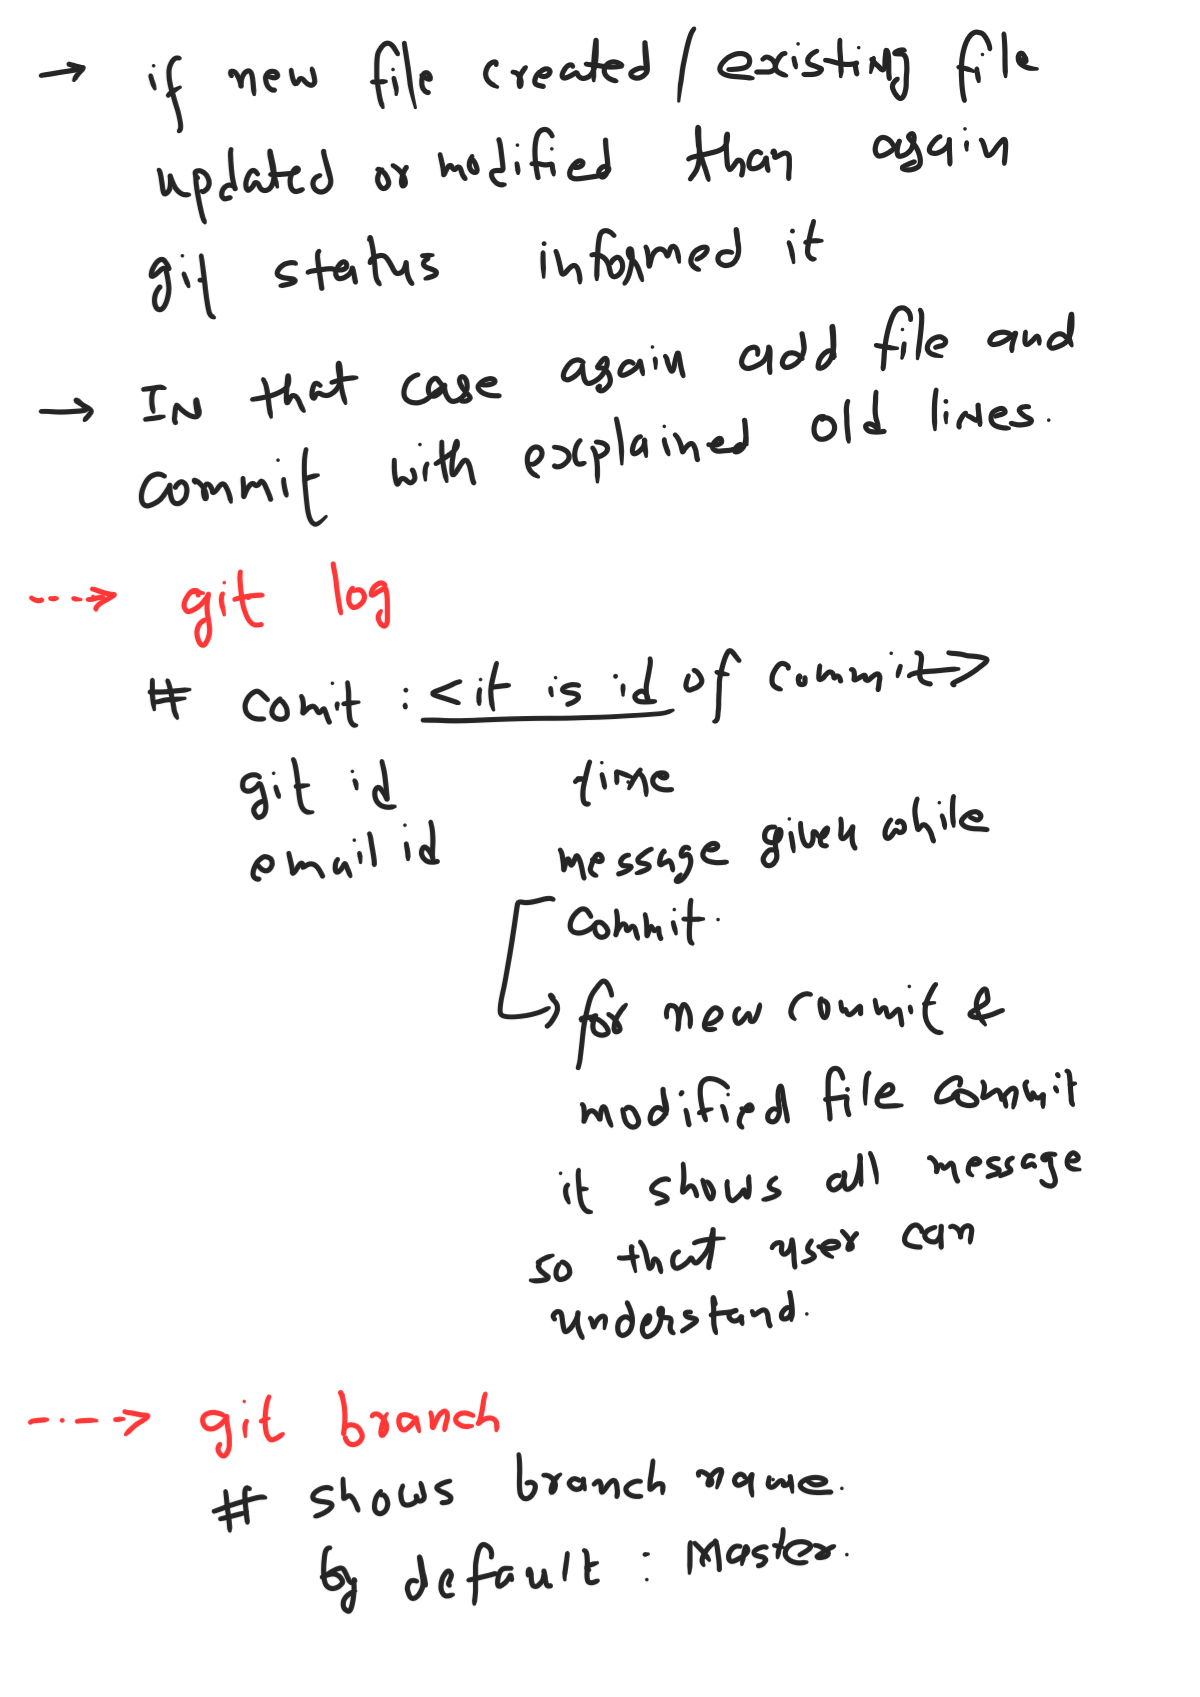 → if new file created / existing file
updated or modified than again
git status informed it
→ In that case again add file and
commit with explained old lines.
---> git log
# comit : <it is id of commit>
git id time
email id message given while
commit.
for new commit &
modified file commit
it shows all message
so that user can
understand.
---> git branch
# shows branch name.
by default : Master.